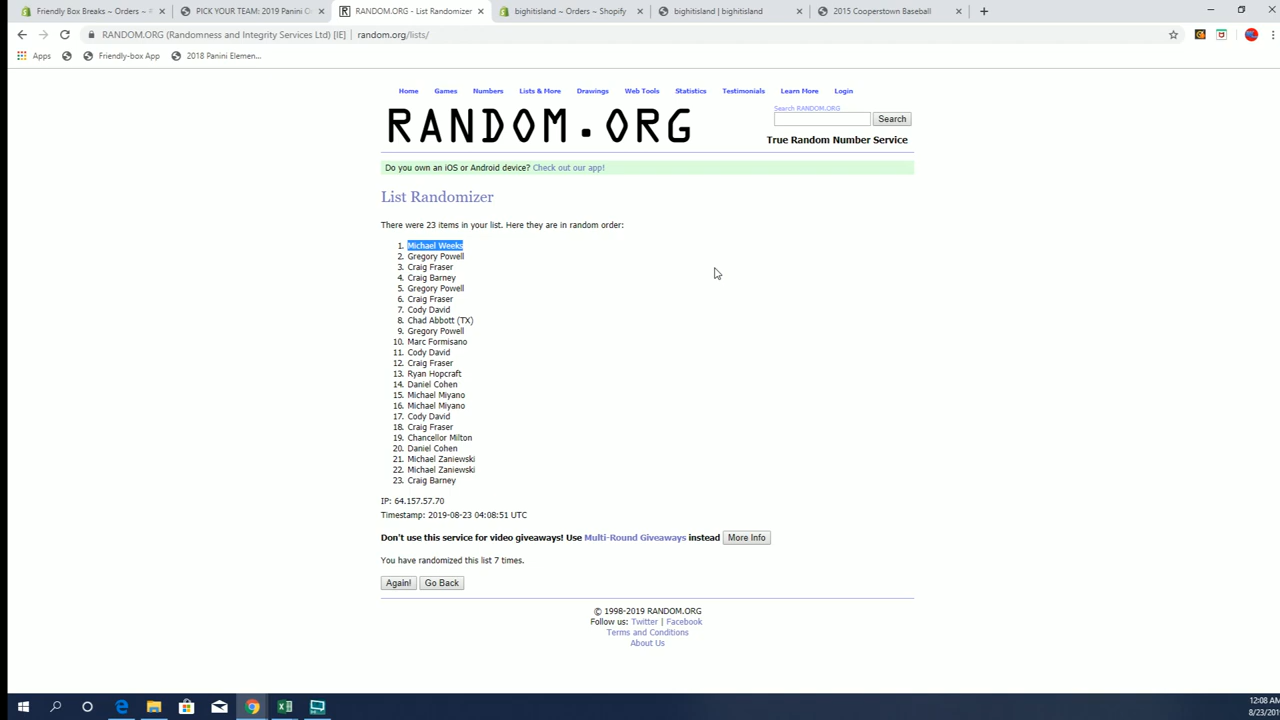 Friendly Box Breaks ~ Orders ~
PICK YOUR TEAM: 2019 Panini
RANDOM.ORG - List Randomizer
bighitisland ~ Orders ~ Shopify
bighitisland | bighitisland
2015 Cooperstown Baseball
RANDOM.ORG (Randomness and Integrity Services Ltd) [IE] | random.org/lists/
Apps
Friendly-box App
2018 Panini Elemen...
Home Games Numbers Lists & More Drawings Web Tools Statistics Testimonials Learn More Login
RANDOM.ORG
Search RANDOM.ORG
Search
True Random Number Service
Do you own an iOS or Android device? Check out our app!
List Randomizer
There were 23 items in your list. Here they are in random order:
1. Michael Weeks
2. Gregory Powell
3. Craig Fraser
4. Craig Barney
5. Gregory Powell
6. Craig Fraser
7. Cody David
8. Chad Abbott (TX)
9. Gregory Powell
10. Marc Formisano
11. Cody David
12. Craig Fraser
13. Ryan Hopcraft
14. Daniel Cohen
15. Michael Miyano
16. Michael Miyano
17. Cody David
18. Craig Fraser
19. Chancellor Milton
20. Daniel Cohen
21. Michael Zaniewski
22. Michael Zaniewski
23. Craig Barney
IP: 64.157.57.70
Timestamp: 2019-08-23 04:08:51 UTC
Don't use this service for video giveaways! Use Multi-Round Giveaways instead More Info
You have randomized this list 7 times.
Again! Go Back
© 1998-2019 RANDOM.ORG
Follow us: Twitter | Facebook
Terms and Conditions
About Us
12:08 AM
8/23/201